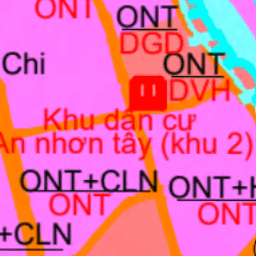 ONT
ONT
DGD
Chi
ONT
DVH
Khu dân cư
An nhơn tây (khu 2)
ONT+CLN
ONT+H
ONT
ONT
+CLN